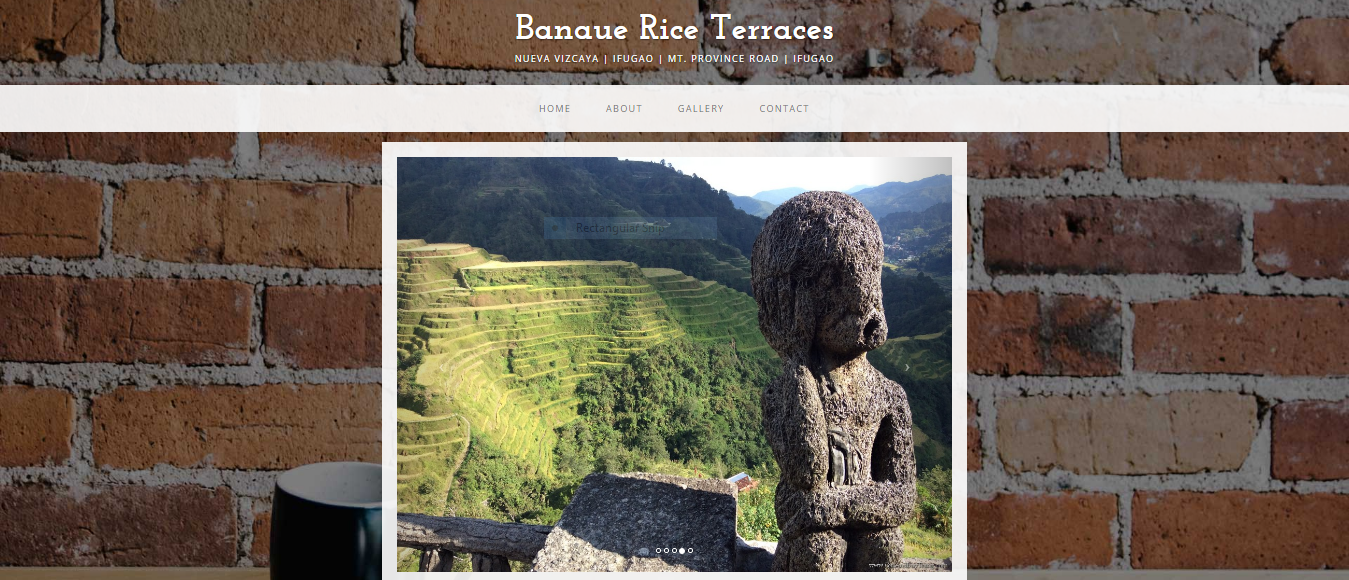 Banaue Rice Terraces
NUEVA VIZCAYA | IFUGAO | MT. PROVINCE ROAD | IFUGAO
HOME ABOUT GALLERY CONTACT
Rectangular Snip